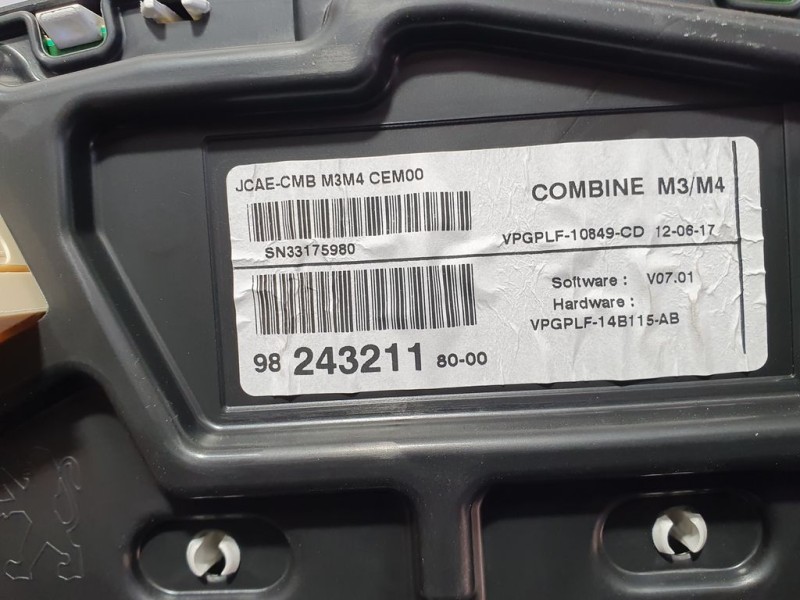 JCAE-CMB M3M4 CEM00
SN33175980
COMBINE M3/M4
VPGPLF-10849-CD 12-06-17
98 243211 80-00
Software : V07.01
Hardware :
VPGPLF-14B115-AB